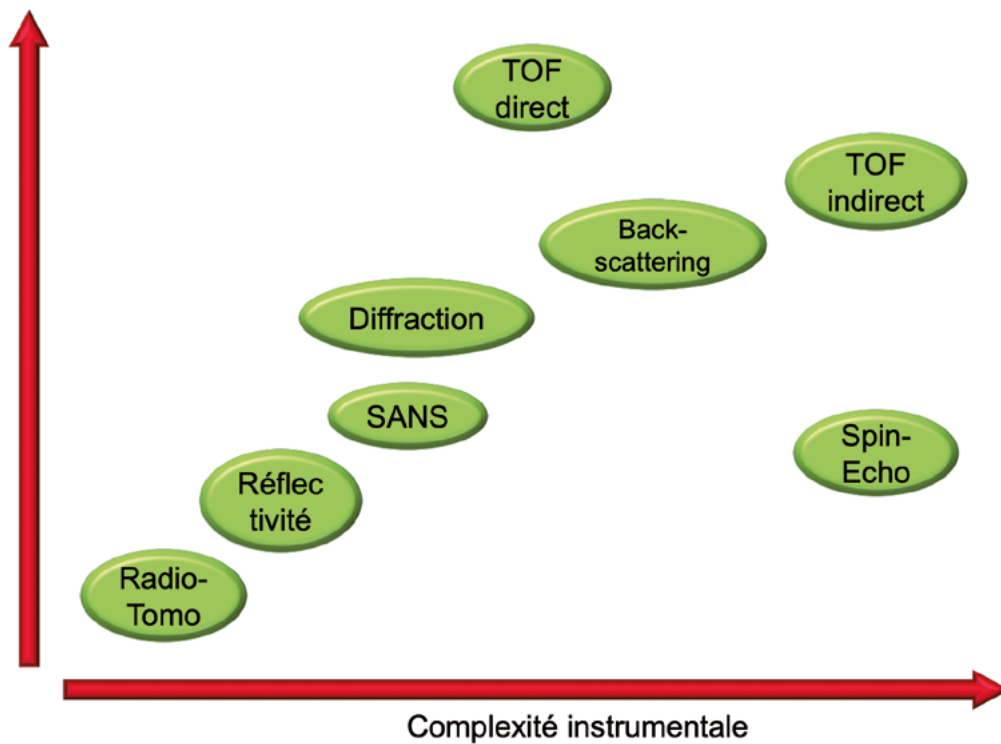 TOF
direct
TOF
indirect
Back-
scattering
Diffraction
SANS
Spin-
Echo
Réflec
tivité
Radio-
Tomo
Complexité instrumentale